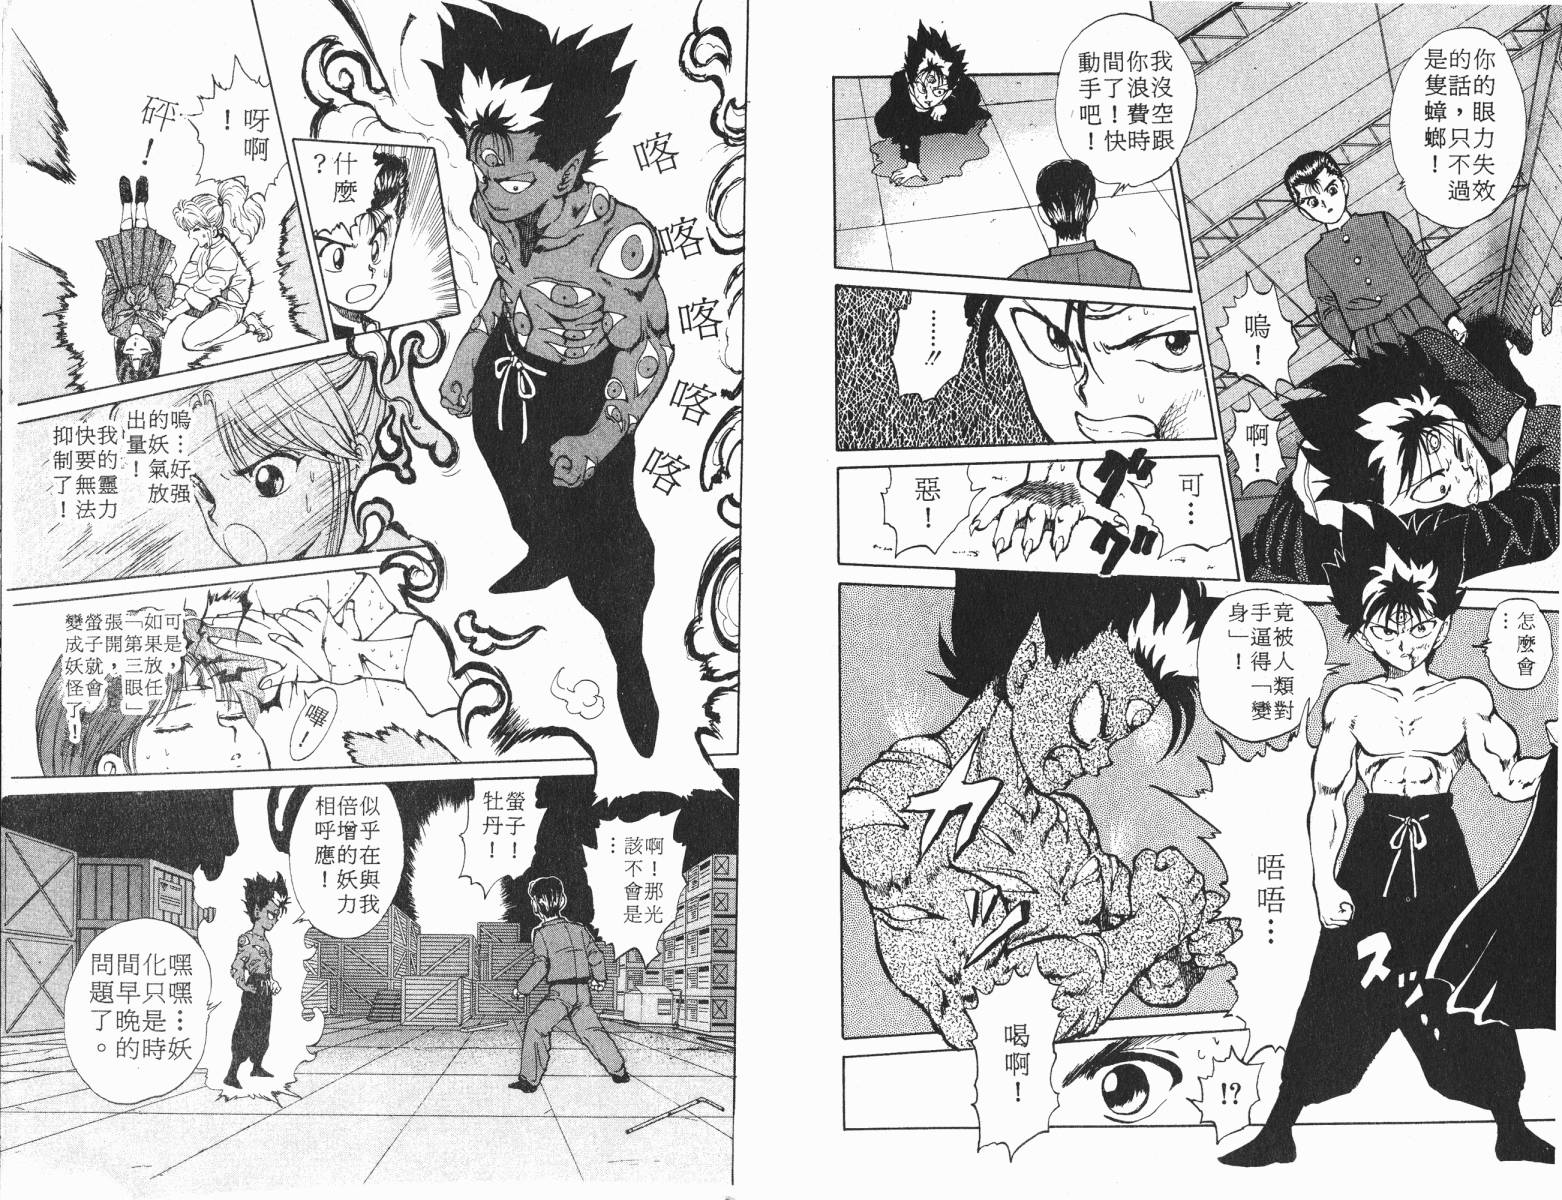 你的眼力失效
的話，只不過
是隻蟑螂！
我沒空跟
你浪費時
間了！快
動手吧！
嗚！
啊！
……!!
可…
惡！
ググ
怎麼會
…
竟被人類對
手逼得「變
身」！
唔唔…
ス…
メキ
メキ
喝啊！
!?
喀
喀
喀
喀
喀
什麼
？
呀啊
！
砰！
嗚…好強
的妖氣放
出量！
我的靈力
快要無法
抑制了！
可是，
如果放任
「第三眼」
張開，
螢子就會
變成妖怪了！
嗶！
啊！那光
該不會是
…
螢子！
牡丹！
似乎在與我
倍增的妖力
相呼應！
嘿嘿…妖
化只是時
間早晚的
問題了。